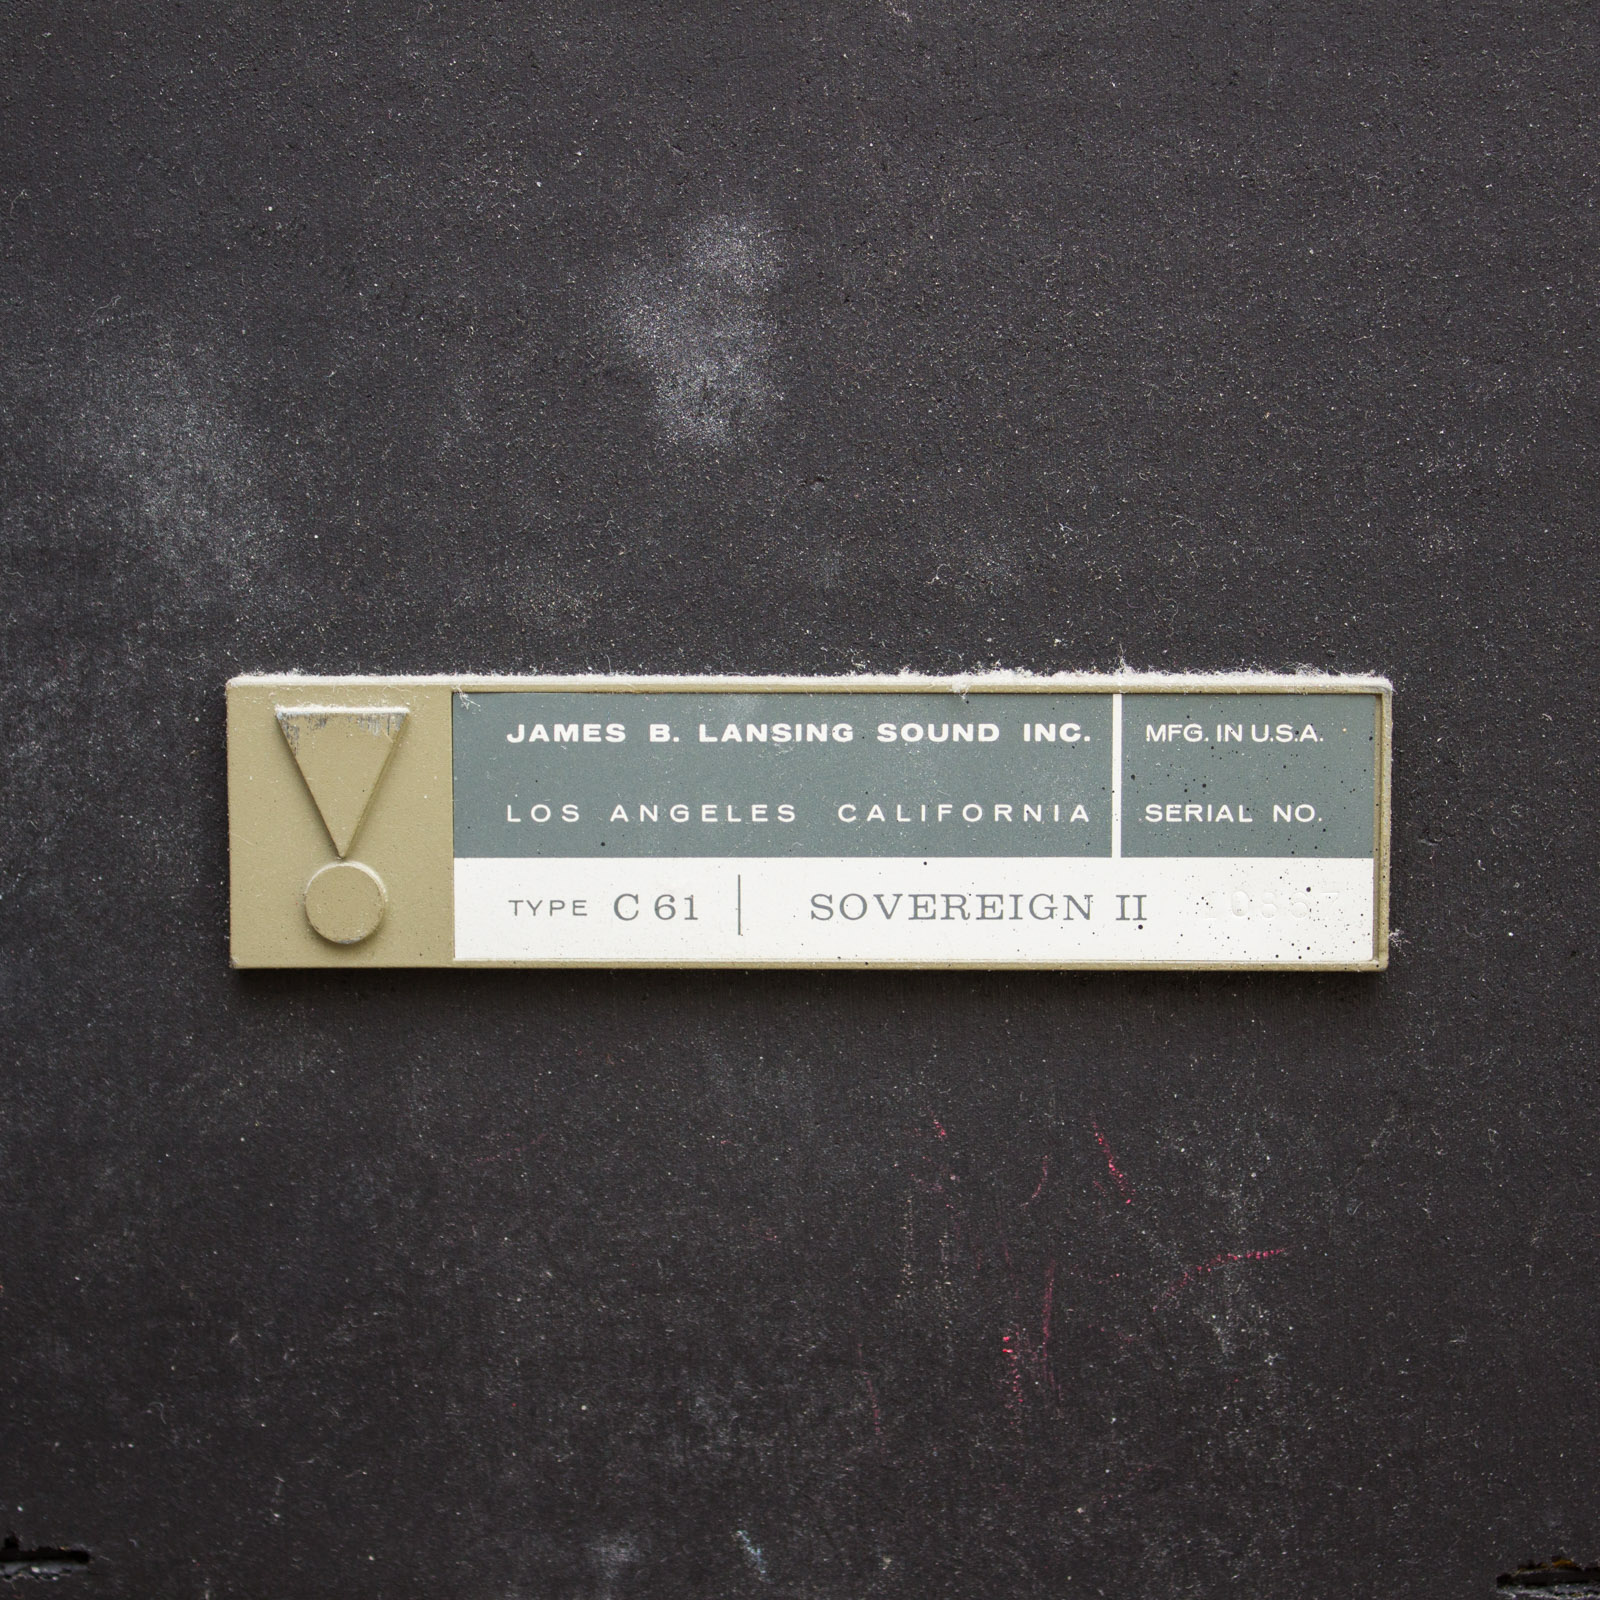 JAMES B. LANSING SOUND INC.
LOS ANGELES CALIFORNIA
MFG. IN U.S.A.
SERIAL NO.
TYPE C 61 SOVEREIGN II